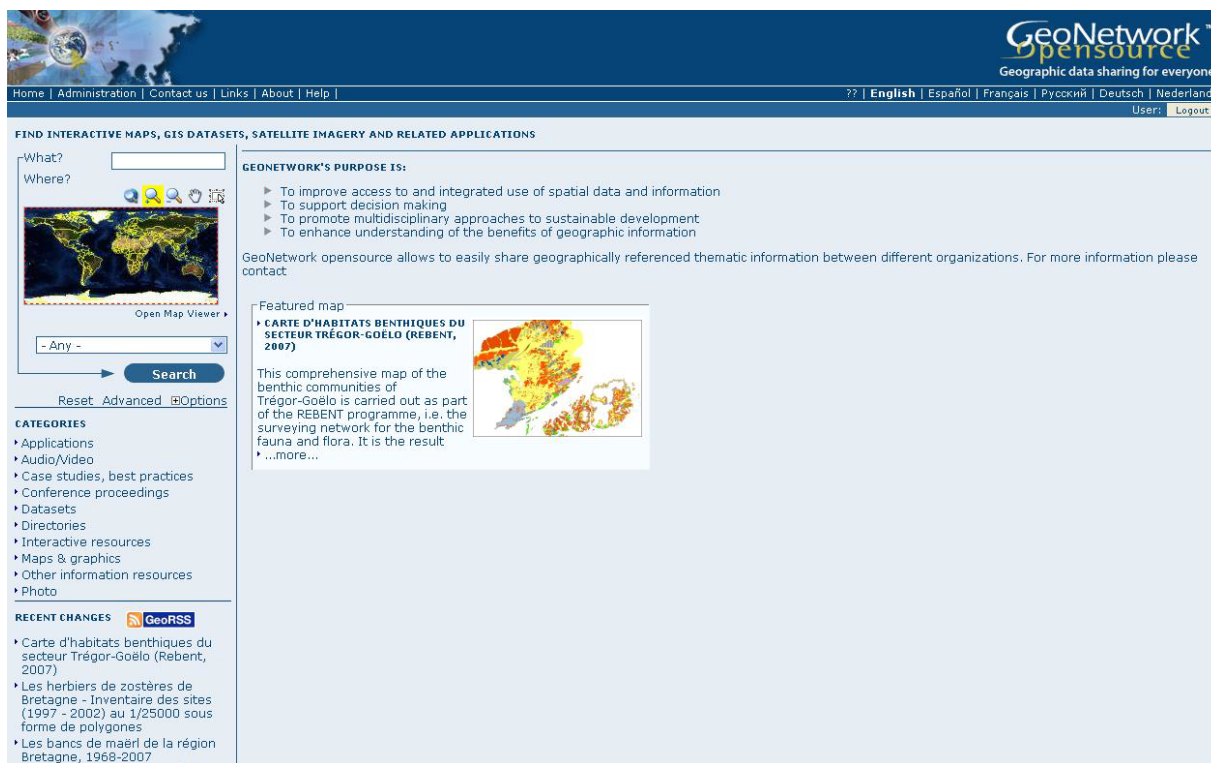 GeoNetwork™
Opensource
Geographic data sharing for everyone
Home | Administration | Contact us | Links | About | Help |
?? | English | Español | Français | Русский | Deutsch | Nederland
User: Logout
FIND INTERACTIVE MAPS, GIS DATASETS, SATELLITE IMAGERY AND RELATED APPLICATIONS
What?
Where?
Open Map Viewer
- Any -
Search
Reset Advanced Options
CATEGORIES
Applications
Audio/Video
Case studies, best practices
Conference proceedings
Datasets
Directories
Interactive resources
Maps & graphics
Other information resources
Photo
RECENT CHANGES GeoRSS
Carte d'habitats benthiques du
secteur Trégor-Goëlo (Rebent,
2007)
Les herbiers de zostères de
Bretagne - Inventaire des sites
(1997 - 2002) au 1/25000 sous
forme de polygones
Les bancs de maërl de la région
Bretagne, 1968-2007
GEONETWORK'S PURPOSE IS:
To improve access to and integrated use of spatial data and information
To support decision making
To promote multidisciplinary approaches to sustainable development
To enhance understanding of the benefits of geographic information
GeoNetwork opensource allows to easily share geographically referenced thematic information between different organizations. For more information please
contact
Featured map
CARTE D'HABITATS BENTHIQUES DU
SECTEUR TRÉGOR-GOËLO (REBENT,
2007)
This comprehensive map of the
benthic communities of
Trégor-Goëlo is carried out as part
of the REBENT programme, i.e. the
surveying network for the benthic
fauna and flora. It is the result
...more...